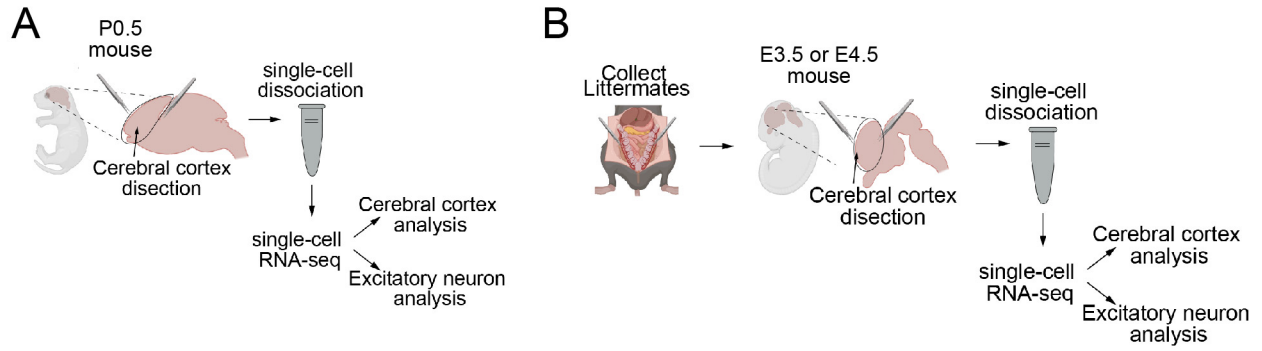 A
P0.5
mouse
single-cell
dissociation
Cerebral cortex
disection
single-cell
RNA-seq
Cerebral cortex
analysis
Excitatory neuron
analysis
B
Collect
Littermates
E3.5 or E4.5
mouse
single-cell
dissociation
Cerebral cortex
disection
single-cell
RNA-seq
Cerebral cortex
analysis
Excitatory neuron
analysis